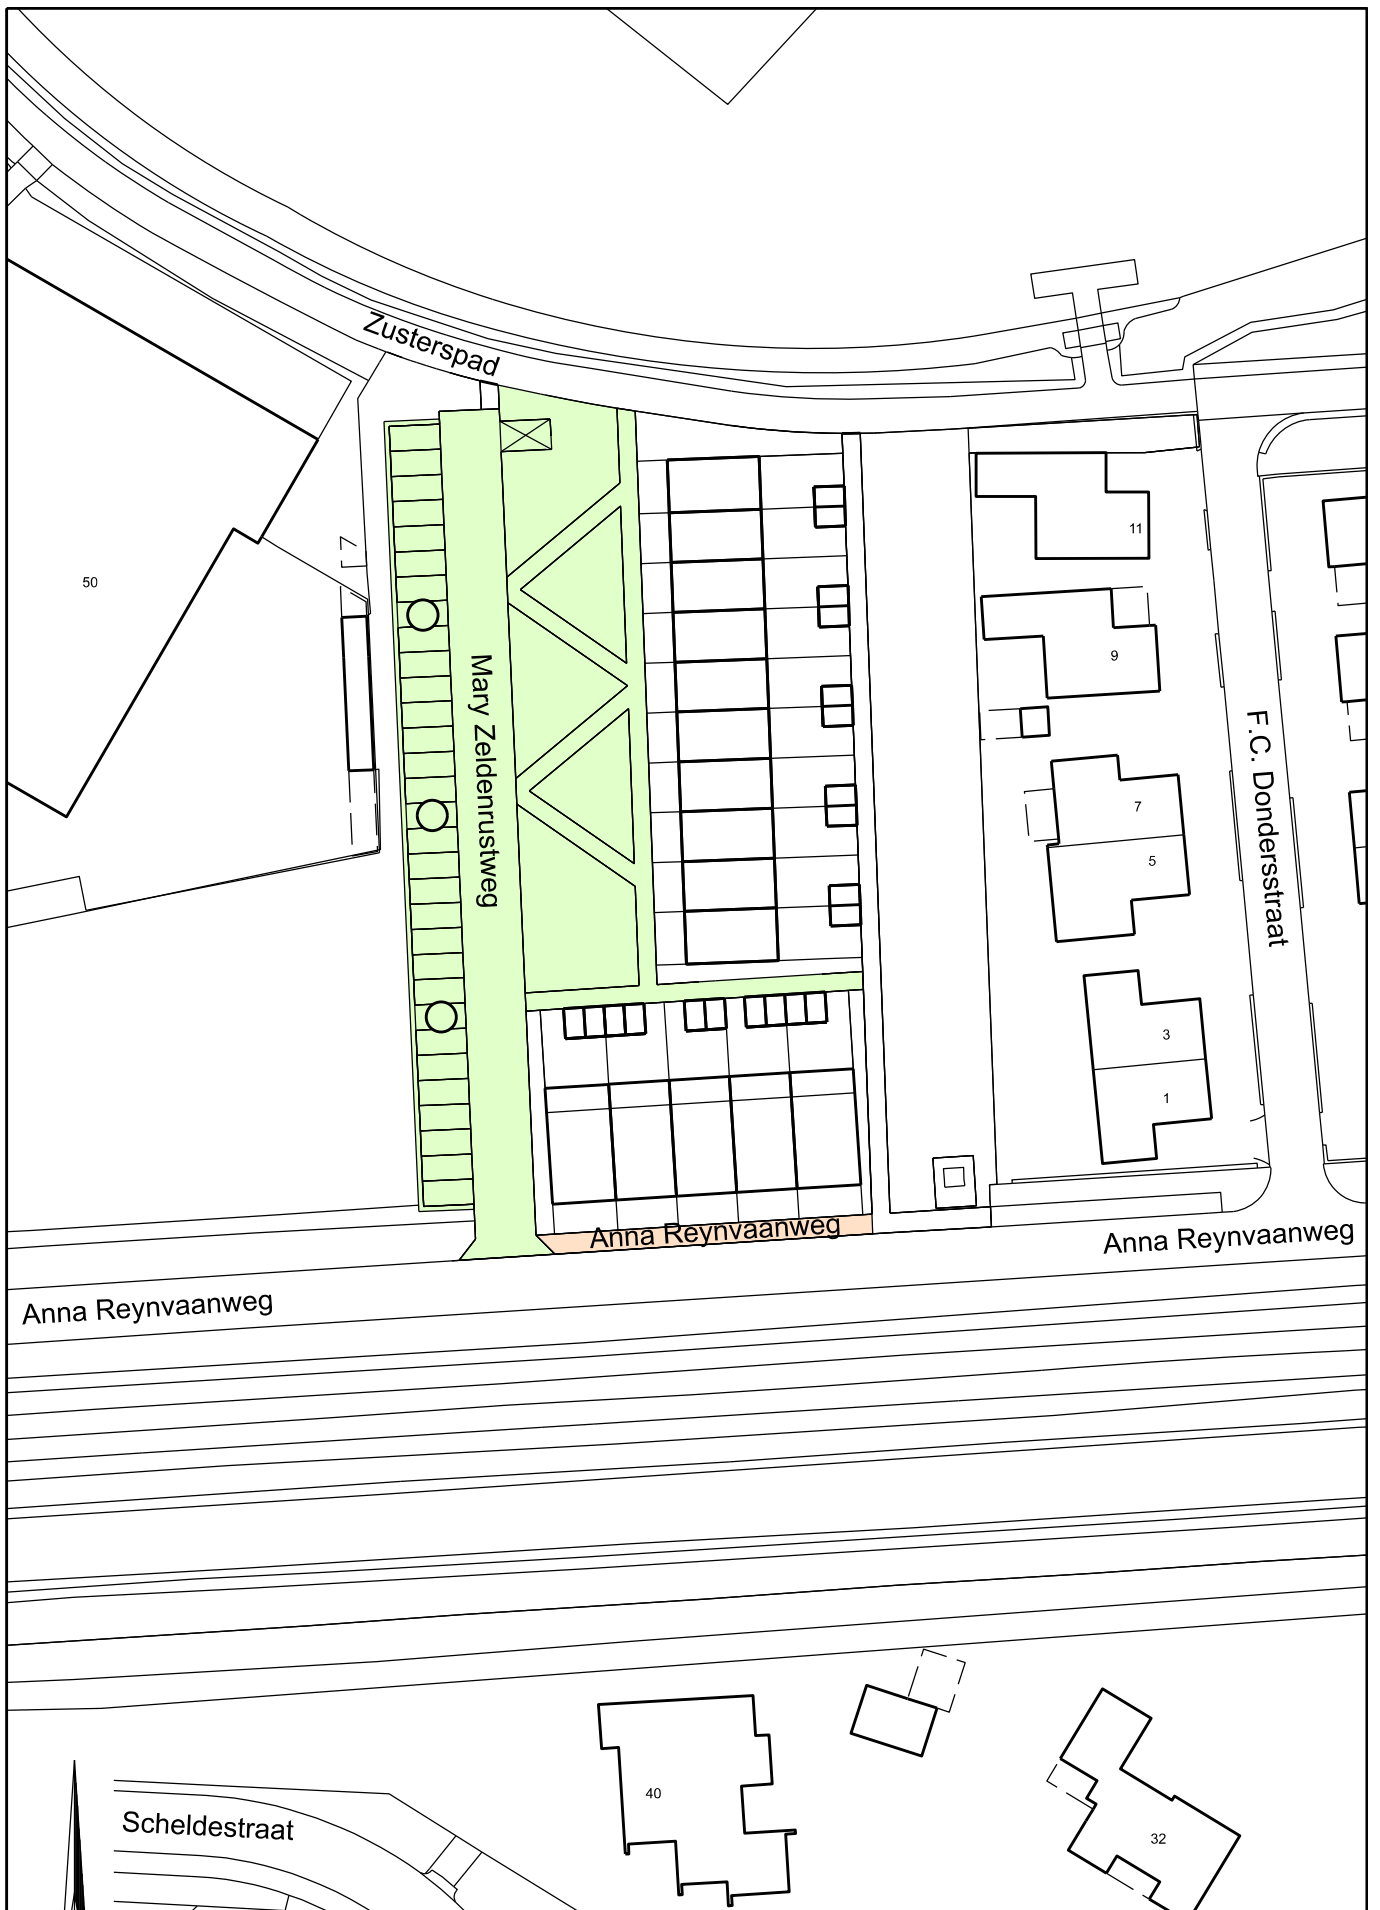 Zusterspad
11
50
9
Mary Zeldenrustweg
F.C. Dondersstraat
7
5
3
1
Anna Reynvaanweg
Anna Reynvaanweg
Anna Reynvaanweg
40
Scheldestraat
32